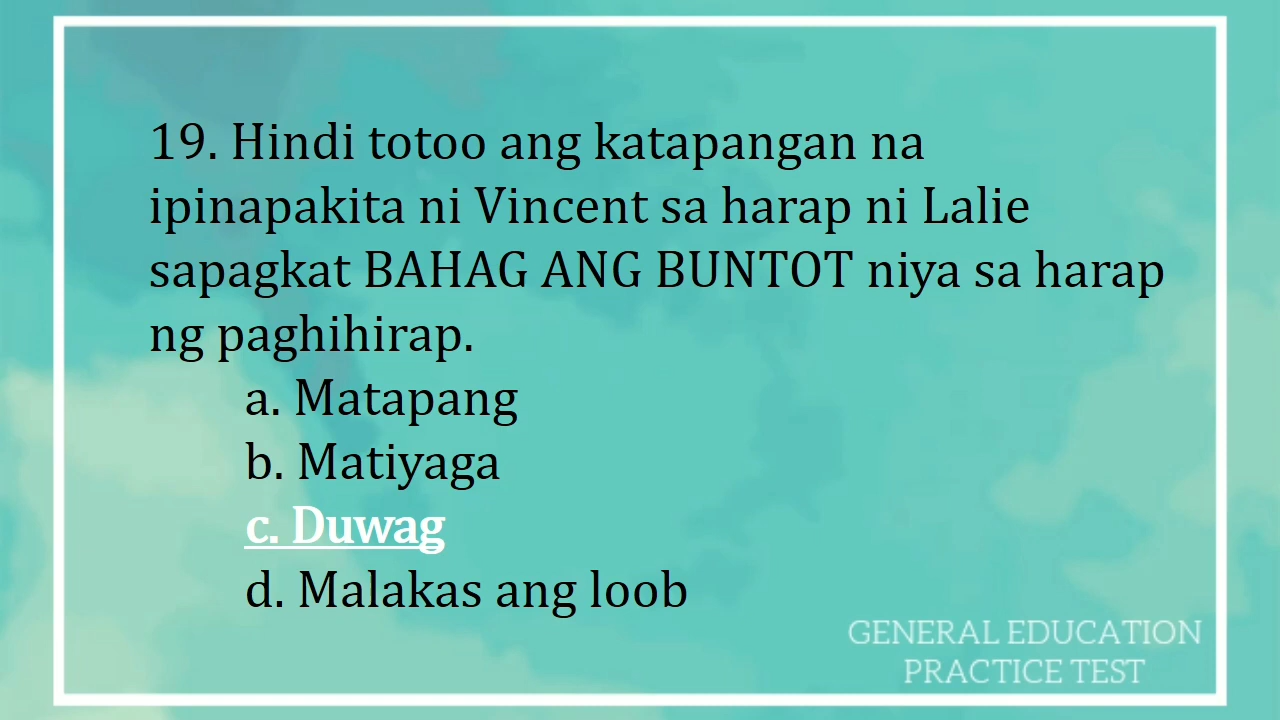 19. Hindi totoo ang katapangan na
ipinapakita ni Vincent sa harap ni Lalie
sapagkat BAHAG ANG BUNTOT niya sa harap
ng paghihirap.
a. Matapang
b. Matiyaga
c. Duwag
d. Malakas ang loob
GENERAL EDUCATION
PRACTICE TEST